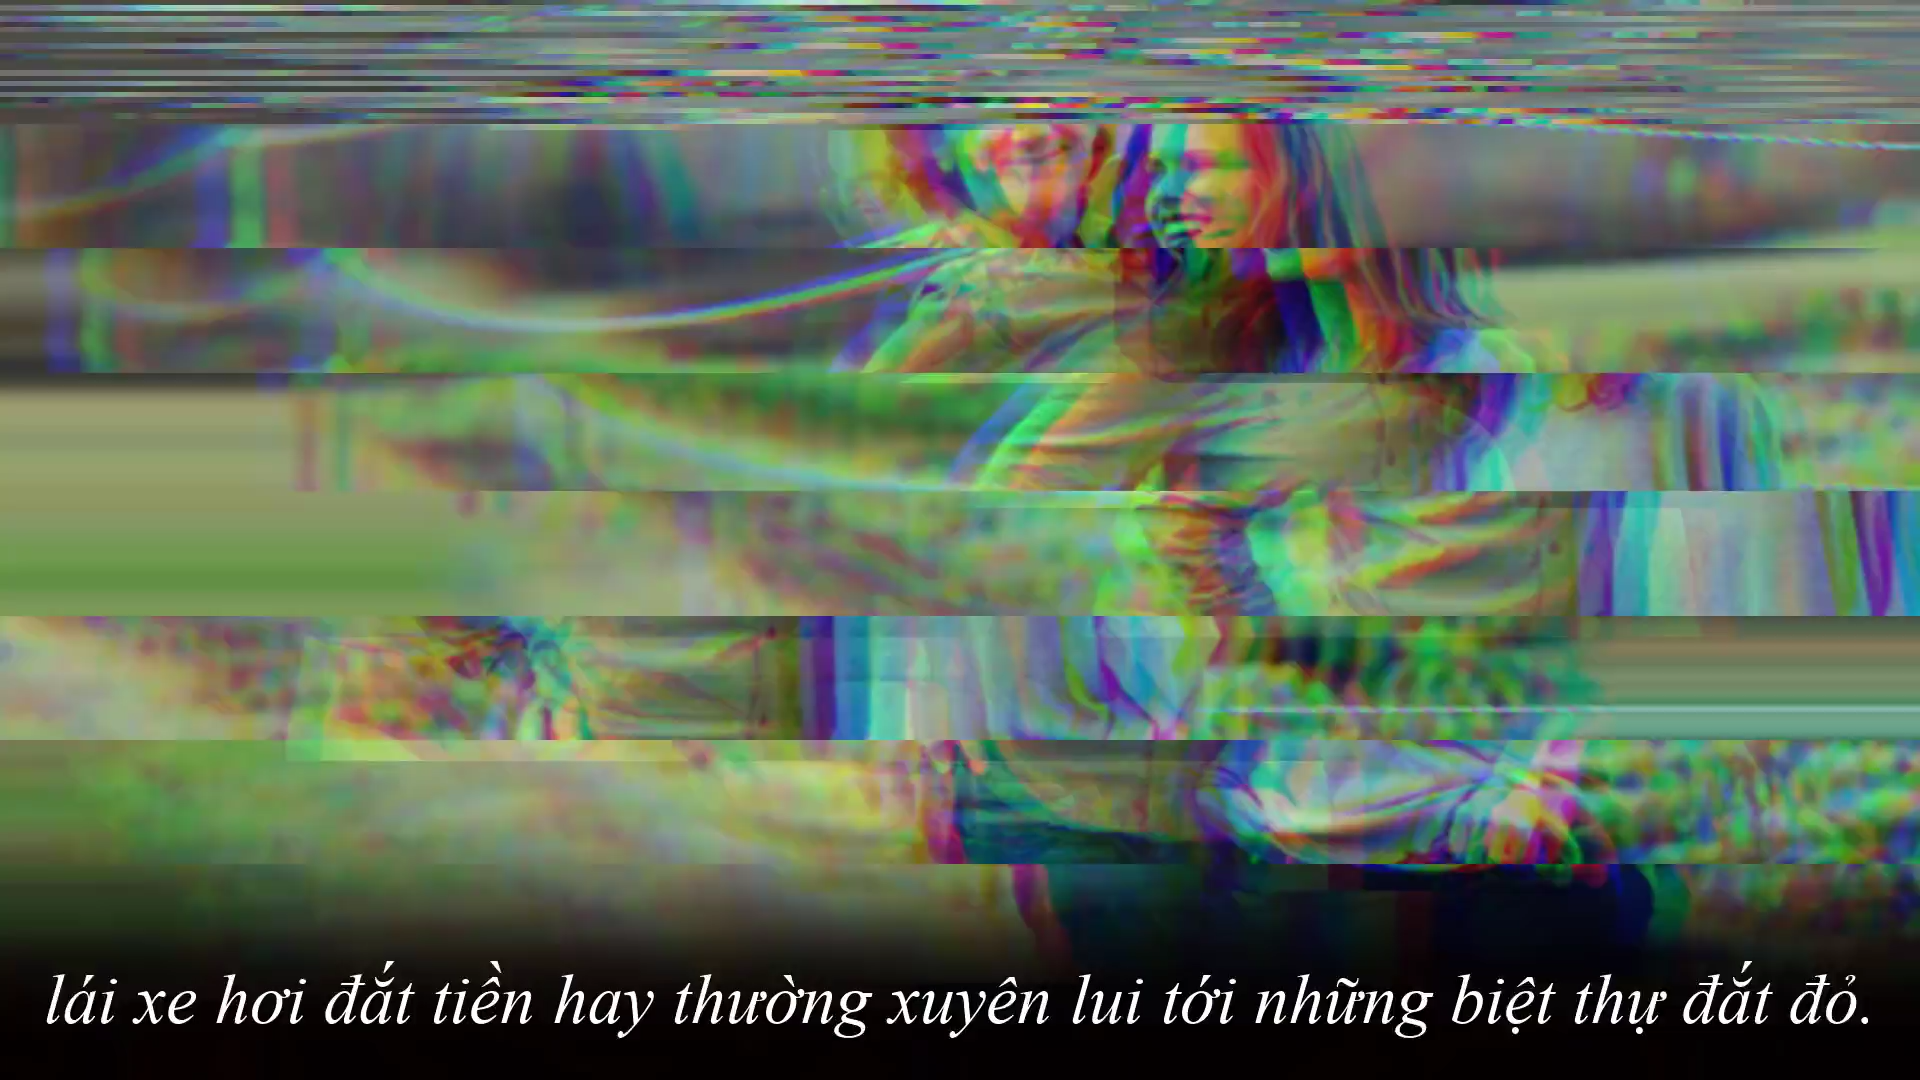 lái xe hơi đắt tiền hay thường xuyên lui tới những biệt thự đắt đỏ.